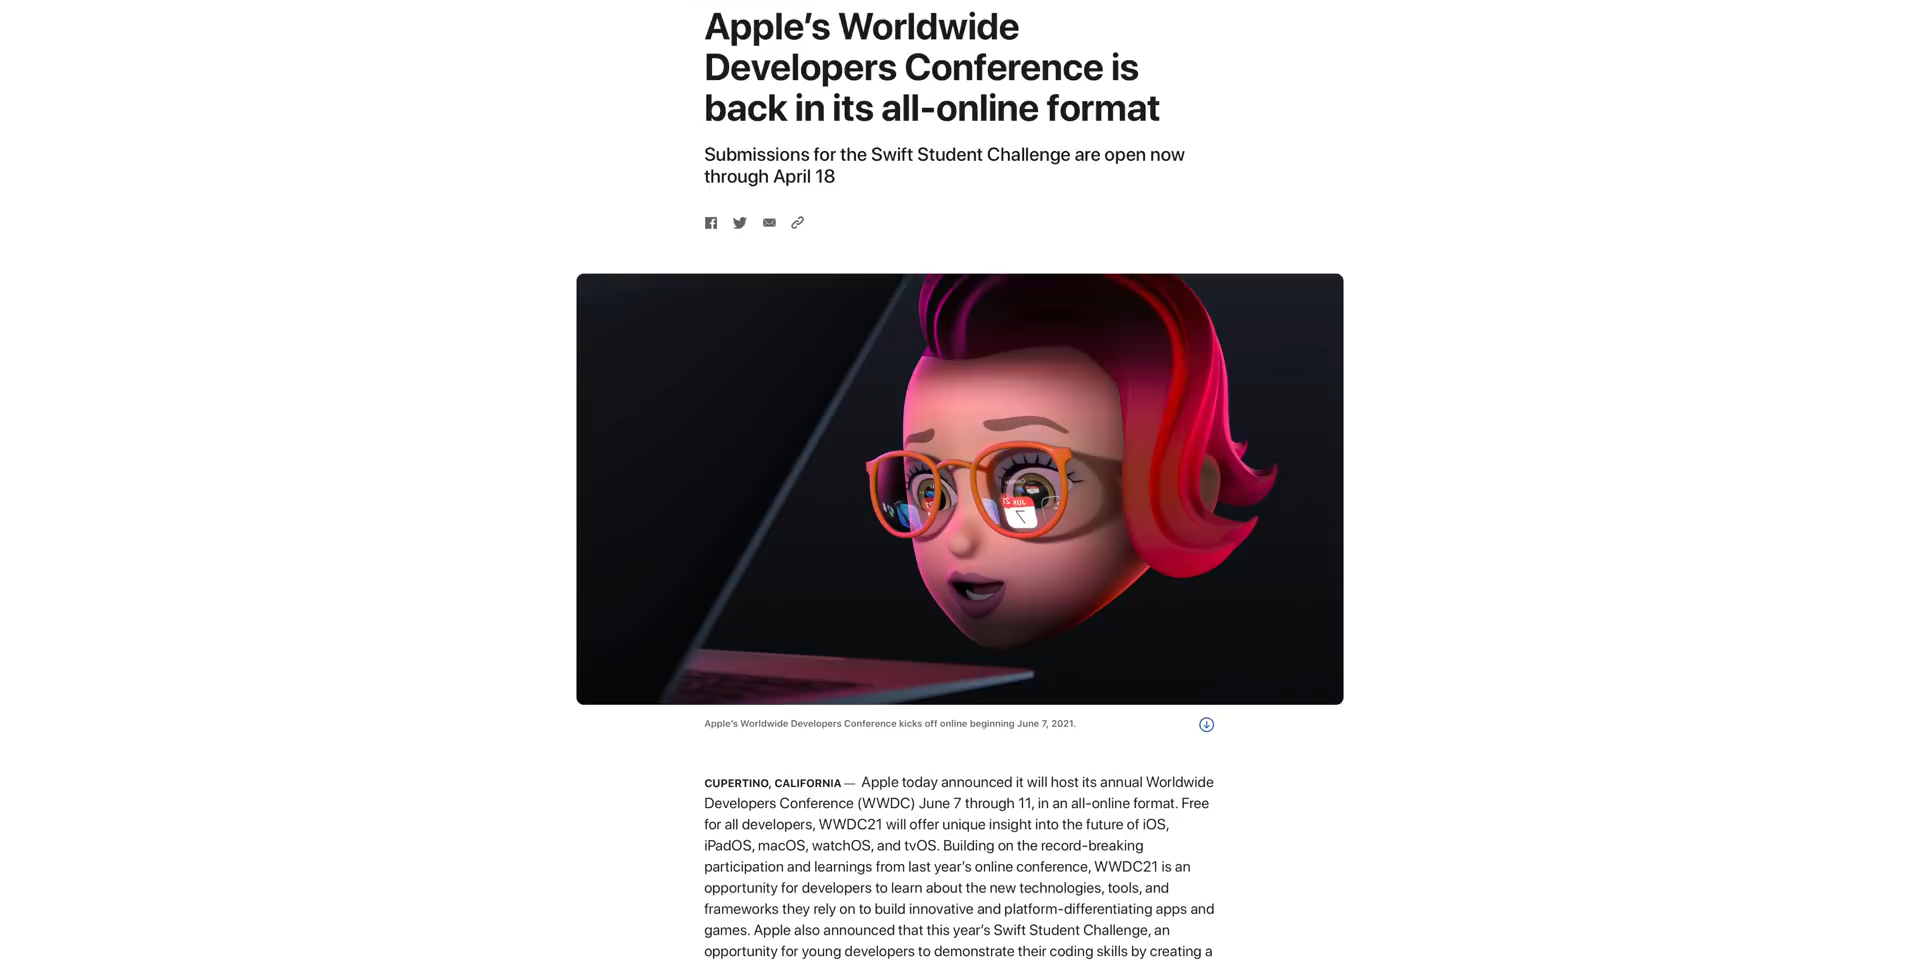 Apple’s Worldwide
Developers Conference is
back in its all-online format
Submissions for the Swift Student Challenge are open now
through April 18
Apple’s Worldwide Developers Conference kicks off online beginning June 7, 2021.
CUPERTINO, CALIFORNIA — Apple today announced it will host its annual Worldwide
Developers Conference (WWDC) June 7 through 11, in an all-online format. Free
for all developers, WWDC21 will offer unique insight into the future of iOS,
iPadOS, macOS, watchOS, and tvOS. Building on the record-breaking
participation and learnings from last year’s online conference, WWDC21 is an
opportunity for developers to learn about the new technologies, tools, and
frameworks they rely on to build innovative and platform-differentiating apps and
games. Apple also announced that this year’s Swift Student Challenge, an
opportunity for young developers to demonstrate their coding skills by creating a